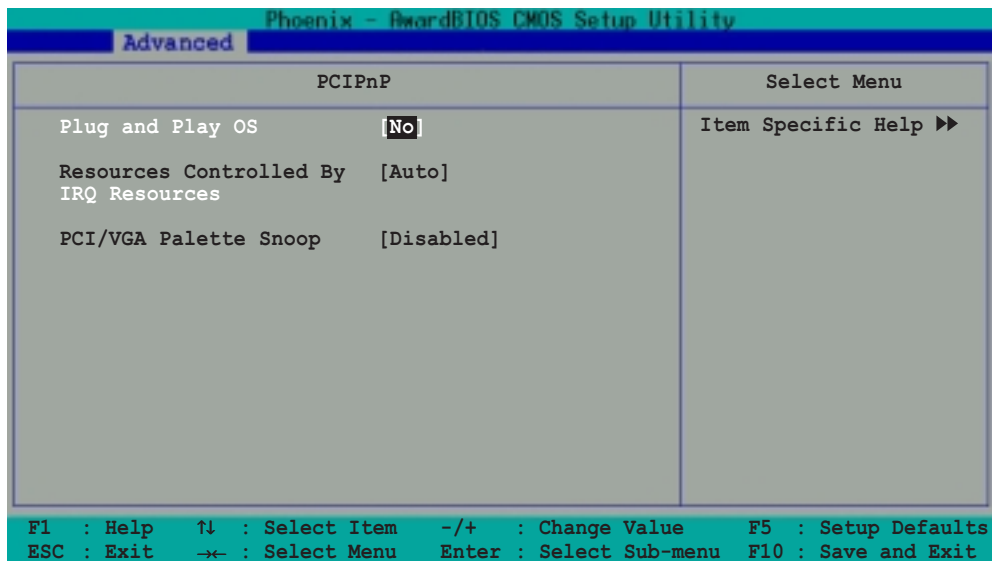 Phoenix - AwardBIOS CMOS Setup Utility
Advanced
PCIPnP
Select Menu
Plug and Play OS [No]
Item Specific Help ▶▶
Resources Controlled By [Auto]
IRQ Resources
PCI/VGA Palette Snoop [Disabled]
F1 : Help ↑↓ : Select Item -/+ : Change Value F5 : Setup Defaults
ESC : Exit →← : Select Menu Enter : Select Sub-menu F10 : Save and Exit